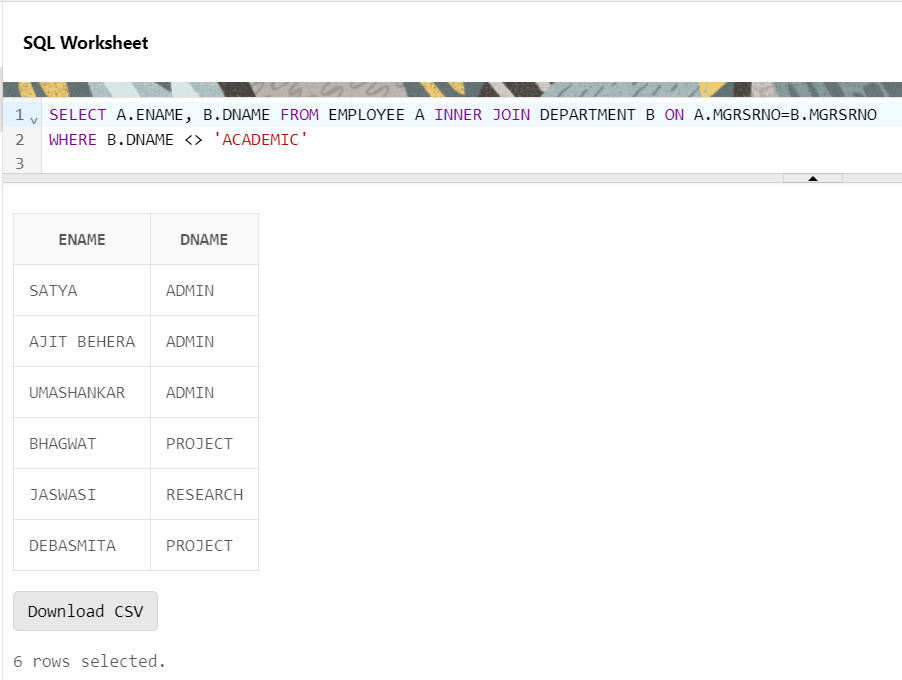 SQL Worksheet
1 SELECT A.ENAME, B.DNAME FROM EMPLOYEE A INNER JOIN DEPARTMENT B ON A.MGRSRNO=B.MGRSRNO
2 WHERE B.DNAME <> 'ACADEMIC'
3
ENAME DNAME
SATYA ADMIN
AJIT BEHERA ADMIN
UMASHANKAR ADMIN
BHAGWAT PROJECT
JASWASI RESEARCH
DEBASMITA PROJECT
Download CSV
6 rows selected.